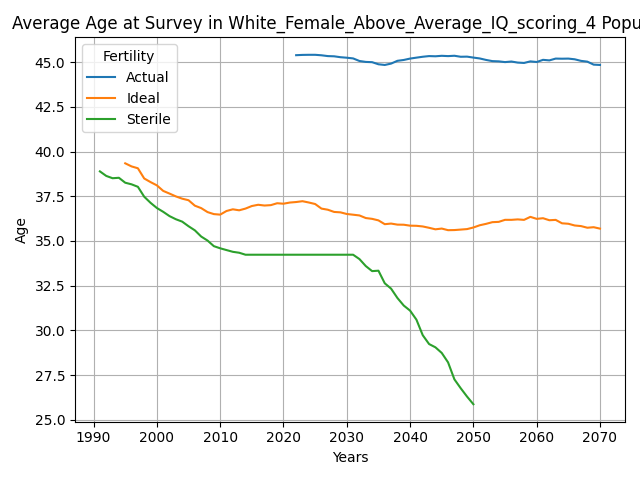 Average Age at Survey in White_Female_Above_Average_IQ_scoring_4 Popu
Fertility
Actual
Ideal
Sterile
45.0
42.5
40.0
37.5
35.0
32.5
30.0
27.5
25.0
Age
1990 2000 2010 2020 2030 2040 2050 2060 2070
Years